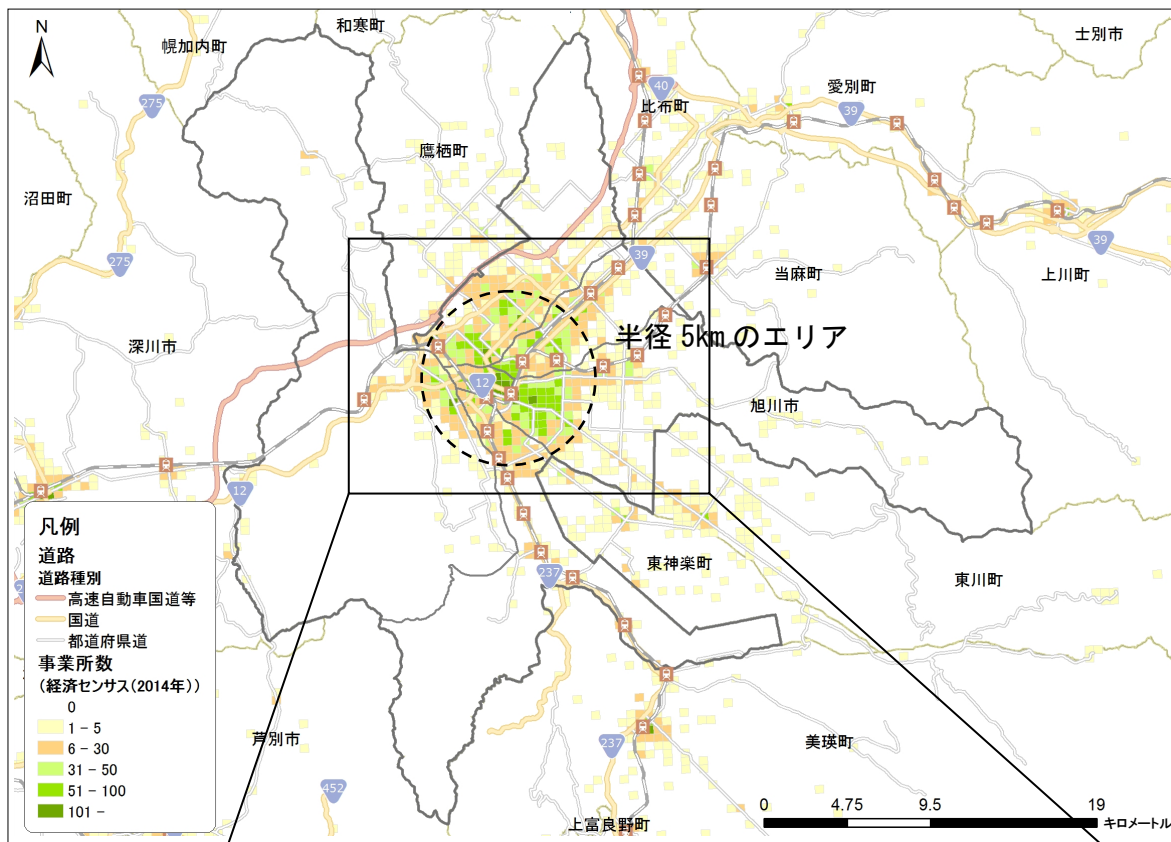 N
和寒町
幌加内町
士別市
275
40
愛別町
比布町
39
鷹栖町
沼田町
275
39
39
当麻町
上川町
半径 5km のエリア
深川市
12
旭川市
12
凡例
道路
道路種別
高速自動車国道等
国道
都道府県道
事業所数
(経済センサス(2014年))
0
1 - 5
6 - 30
31 - 50
51 - 100
101 -
237
東神楽町
東川町
芦別市
237
美瑛町
452
上富良野町
0 4.75 9.5 19
キロメートル